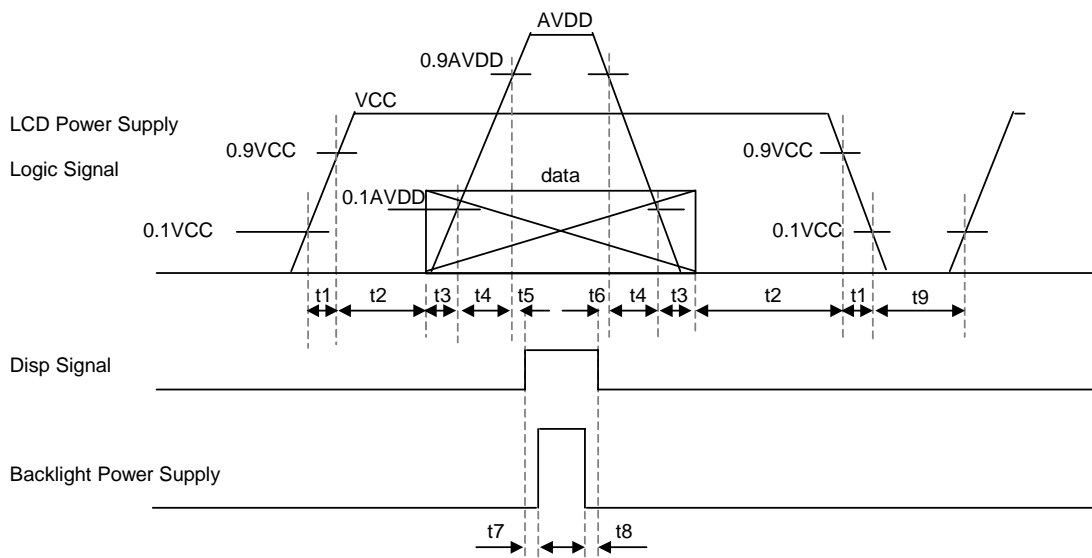 AVDD
0.9AVDD
VCC
LCD Power Supply
0.9VCC
0.9VCC
Logic Signal
data
0.1AVDD
0.1VCC
0.1VCC
t1 t2 t3 t4 t5 t6 t4 t3 t2 t1 t9
Disp Signal
Backlight Power Supply
t7 t8